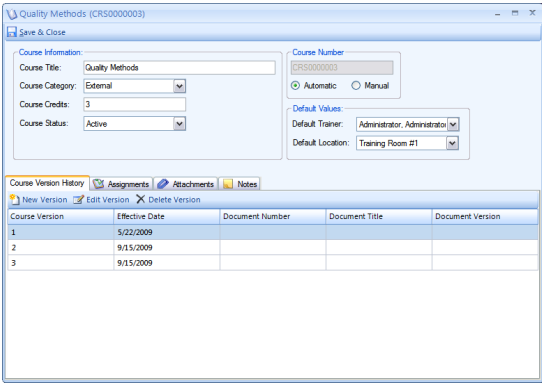 Quality Methods (CRS0000003)
Save & Close
Course Information:
Course Title: Quality Methods
Course Category: External
Course Credits: 3
Course Status: Active
Course Number
CRS0000003
Automatic Manual
Default Values:
Default Trainer: Administrator, Administrator
Default Location: Training Room #1
Course Version History Assignments Attachments Notes
New Version Edit Version Delete Version
Course Version Effective Date Document Number Document Title Document Version
1 5/22/2009
2 9/15/2009
3 9/15/2009